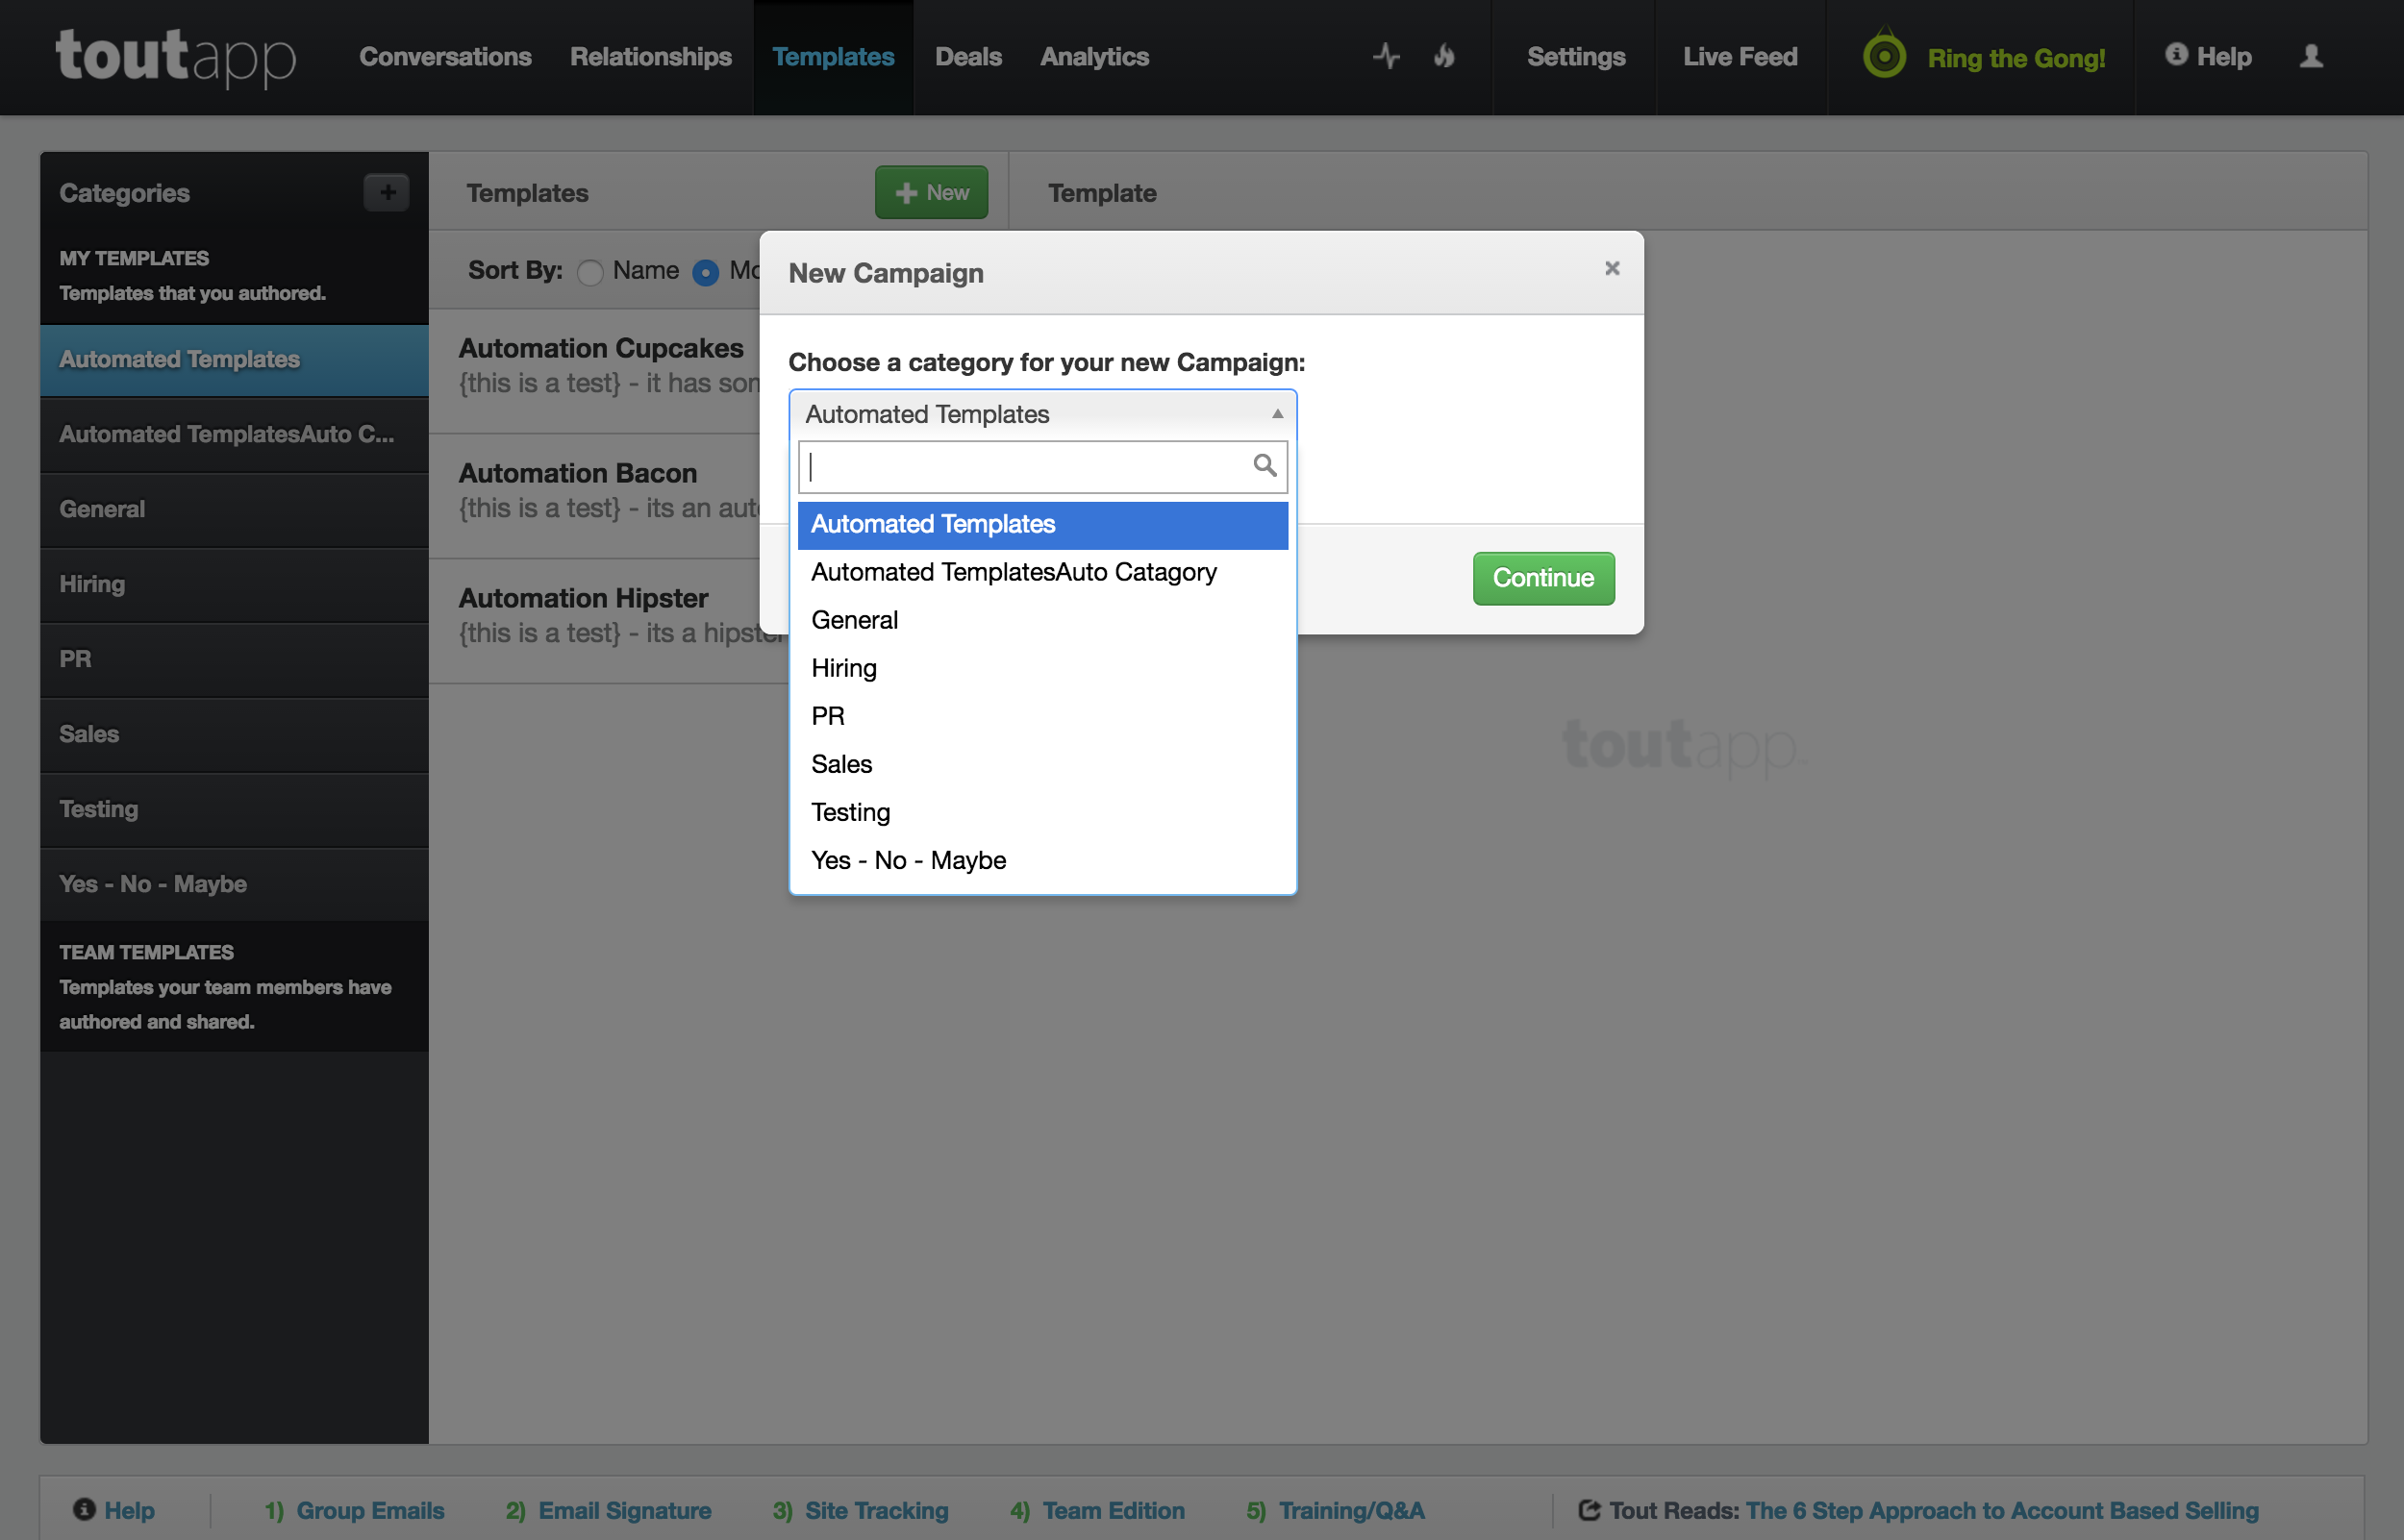 toutapp
Conversations Relationships Templates Deals Analytics Settings Live Feed Ring the Gong! Help
Categories
MY TEMPLATES
Templates that you authored.
Automated Templates
Automated TemplatesAuto C...
General
Hiring
PR
Sales
Testing
Yes - No - Maybe
TEAM TEMPLATES
Templates your team members have
authored and shared.
Templates New
Sort By: Name
Automation Cupcakes
{this is a test} - it has
Automation Bacon
{this is a test} - its an
Automation Hipster
{this is a test} - its a hipster
Template
New Campaign ×
Choose a category for your new Campaign:
Automated Templates
Automated Templates
Automated TemplatesAuto Catagory
General
Hiring
PR
Sales
Testing
Yes - No - Maybe
Continue
toutapp
Help 1) Group Emails 2) Email Signature 3) Site Tracking 4) Team Edition 5) Training/Q&A Tout Reads: The 6 Step Approach to Account Based Selling